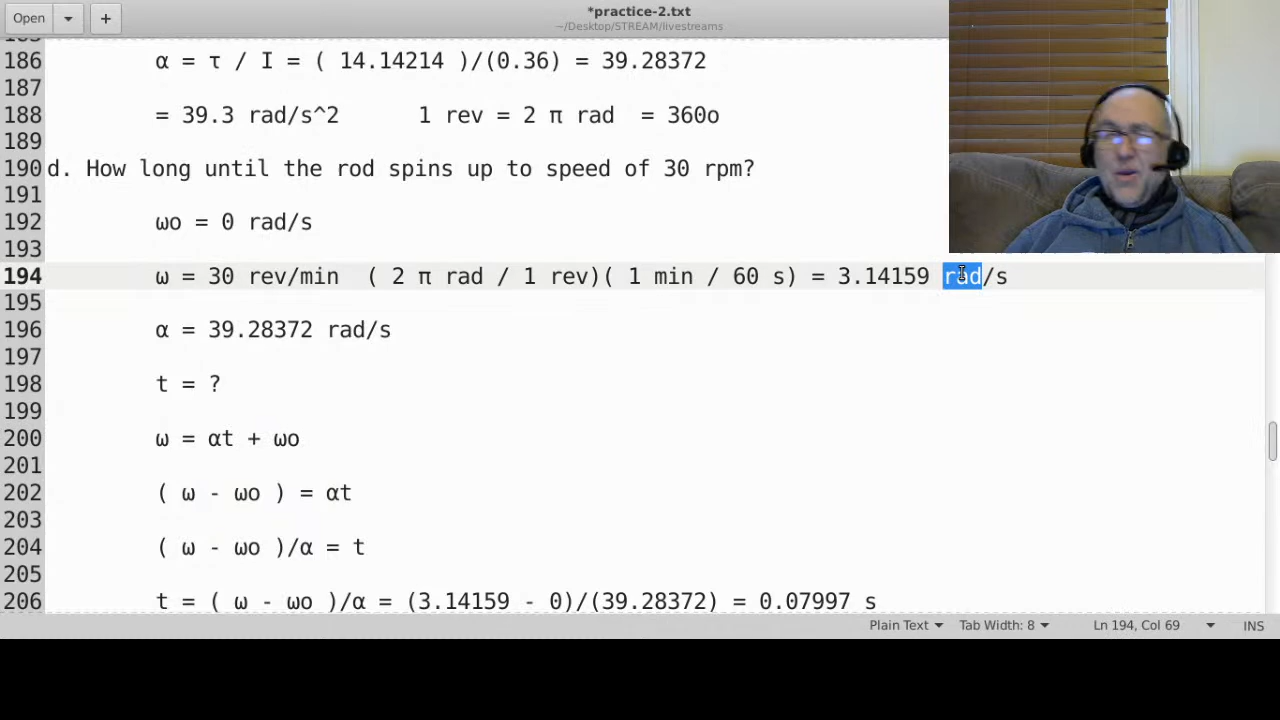 Open
+
*practice-2.txt
~/Desktop/STREAM/livestreams
186 α = τ / I = ( 14.14214 )/(0.36) = 39.28372
187
188 = 39.3 rad/s^2 1 rev = 2 π rad = 360o
189
190 d. How long until the rod spins up to speed of 30 rpm?
191
192 ωo = 0 rad/s
193
194 ω = 30 rev/min ( 2 π rad / 1 rev)( 1 min / 60 s) = 3.14159 rad/s
195
196 α = 39.28372 rad/s
197
198 t = ?
199
200 ω = αt + ωo
201
202 ( ω - ωo ) = αt
203
204 ( ω - ωo )/α = t
205
206 t = ( ω - ωo )/α = (3.14159 - 0)/(39.28372) = 0.07997 s
Plain Text Tab Width: 8 Ln 194, Col 69 INS